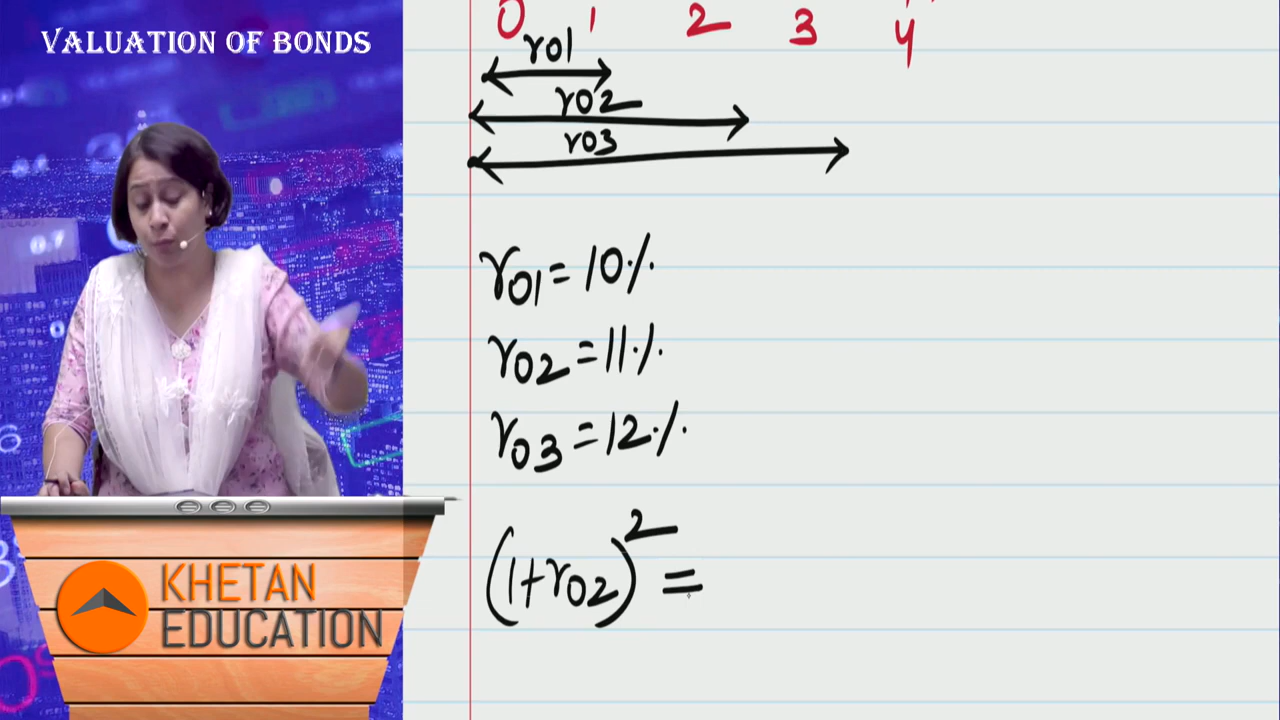 VALUATION OF BONDS
0 1 2 3 4
r01
r02
r03
r01 = 10%
r02 = 11%
r03 = 12%
(1+r02)² =
KHETAN
EDUCATION